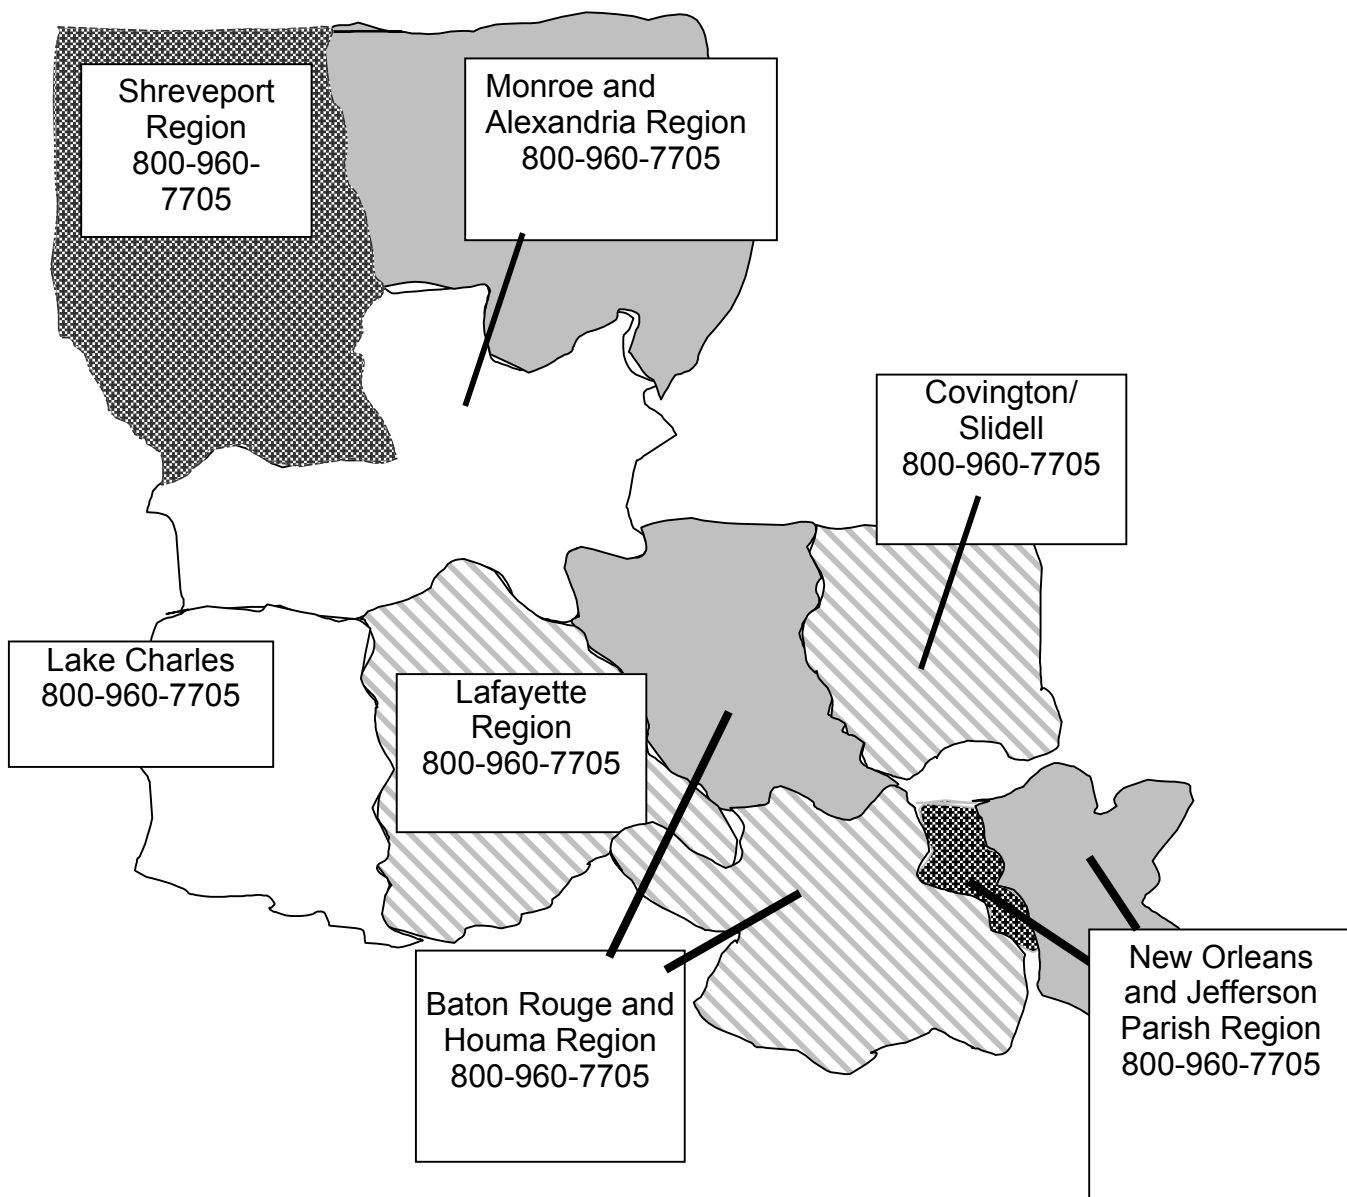 Shreveport
Region
800-960-
7705
Monroe and
Alexandria Region
800-960-7705
Covington/
Slidell
800-960-7705
Lake Charles
800-960-7705
Lafayette
Region
800-960-7705
Baton Rouge and
Houma Region
800-960-7705
New Orleans
and Jefferson
Parish Region
800-960-7705